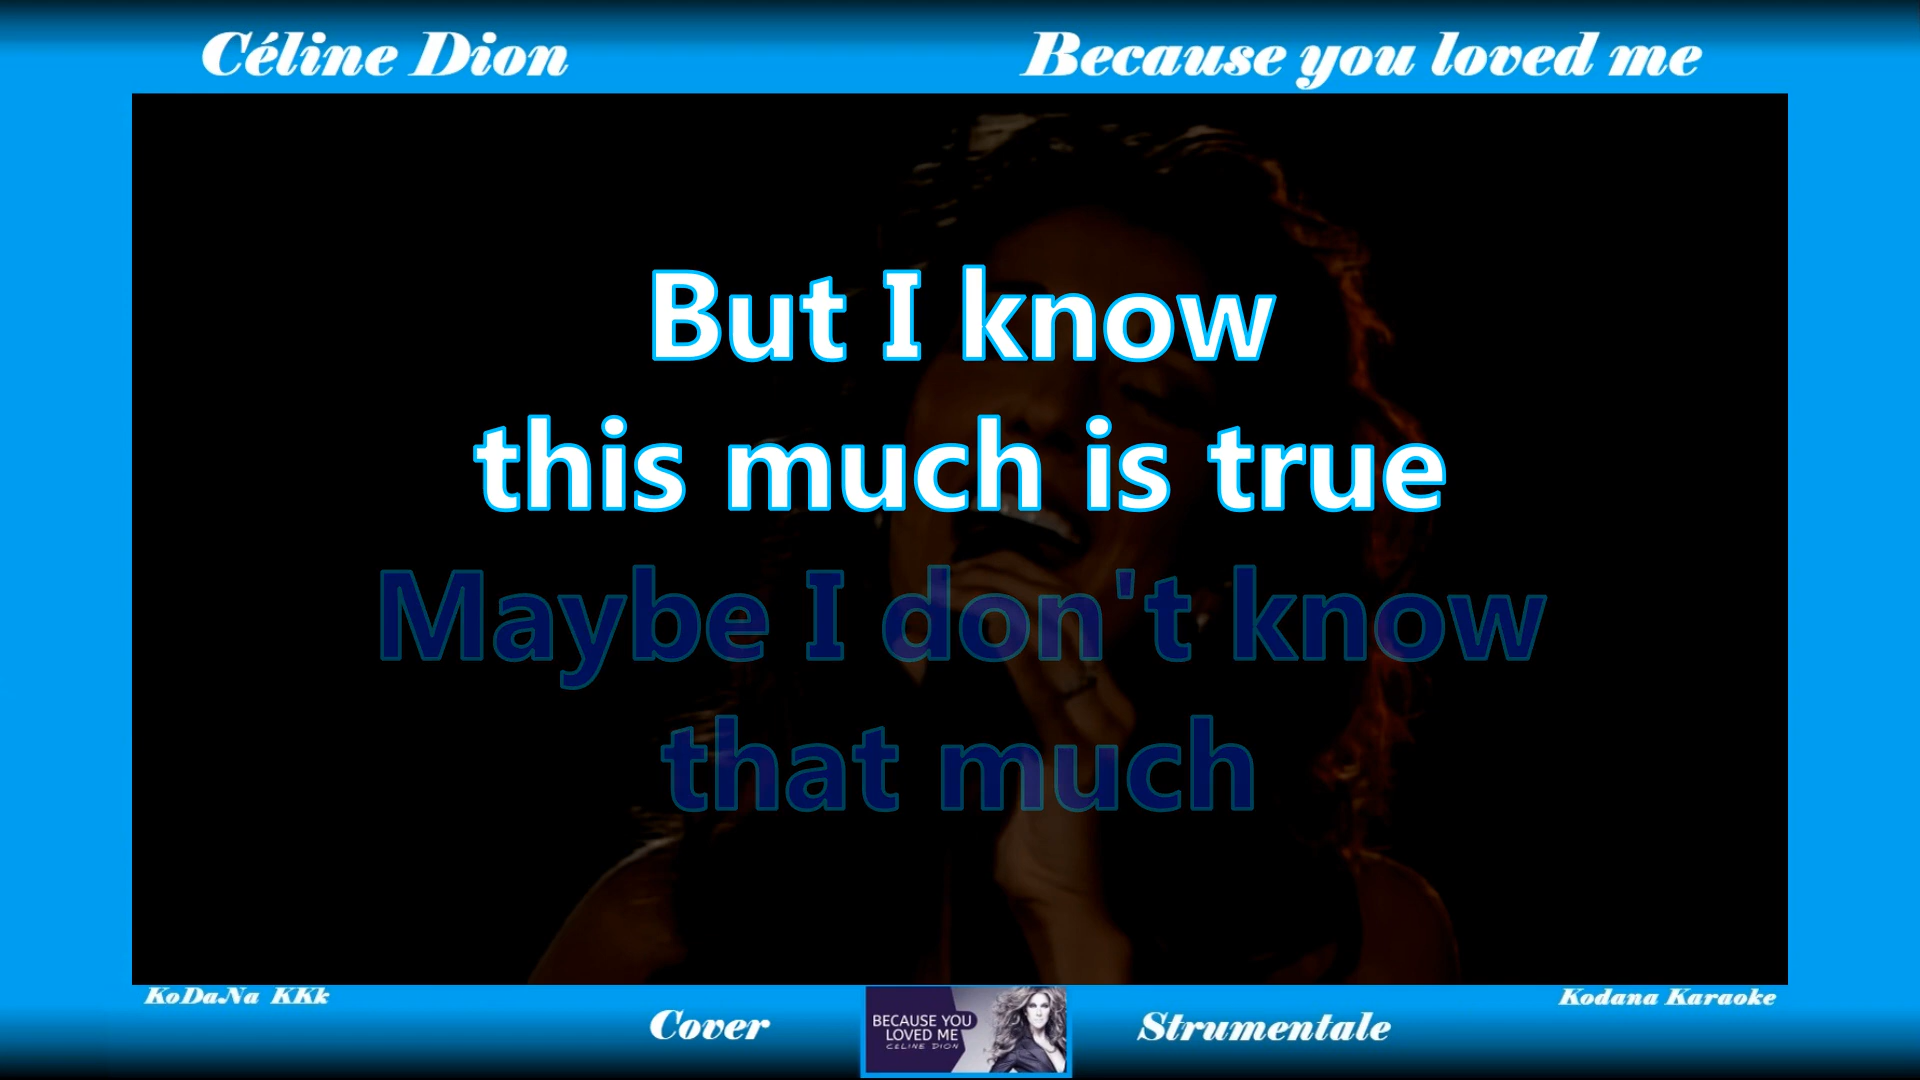 Céline Dion
Because you loved me
But I know
this much is true
Maybe I don't know
that much
KoDaNa KKk
Kodana Karaoke
Cover
BECAUSE YOU
LOVED ME
CELINE DION
Strumentale